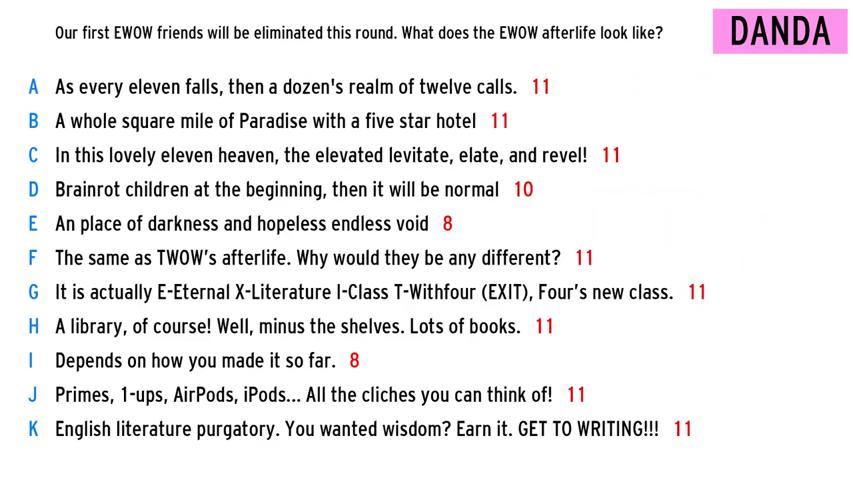 Our first EWOW friends will be eliminated this round. What does the EWOW afterlife look like?
DANDA
A As every eleven falls, then a dozen's realm of twelve calls. 11
B A whole square mile of Paradise with a five star hotel 11
C In this lovely eleven heaven, the elevated levitate, elate, and revel! 11
D Brainrot children at the beginning, then it will be normal 10
E An place of darkness and hopeless endless void 8
F The same as TWOW's afterlife. Why would they be any different? 11
G It is actually E-Eternal X-Literature I-Class T-Withfour (EXIT), Four's new class. 11
H A library, of course! Well, minus the shelves. Lots of books. 11
I Depends on how you made it so far. 8
J Primes, 1-ups, AirPods, iPods... All the cliches you can think of! 11
K English literature purgatory. You wanted wisdom? Earn it. GET TO WRITING!!! 11